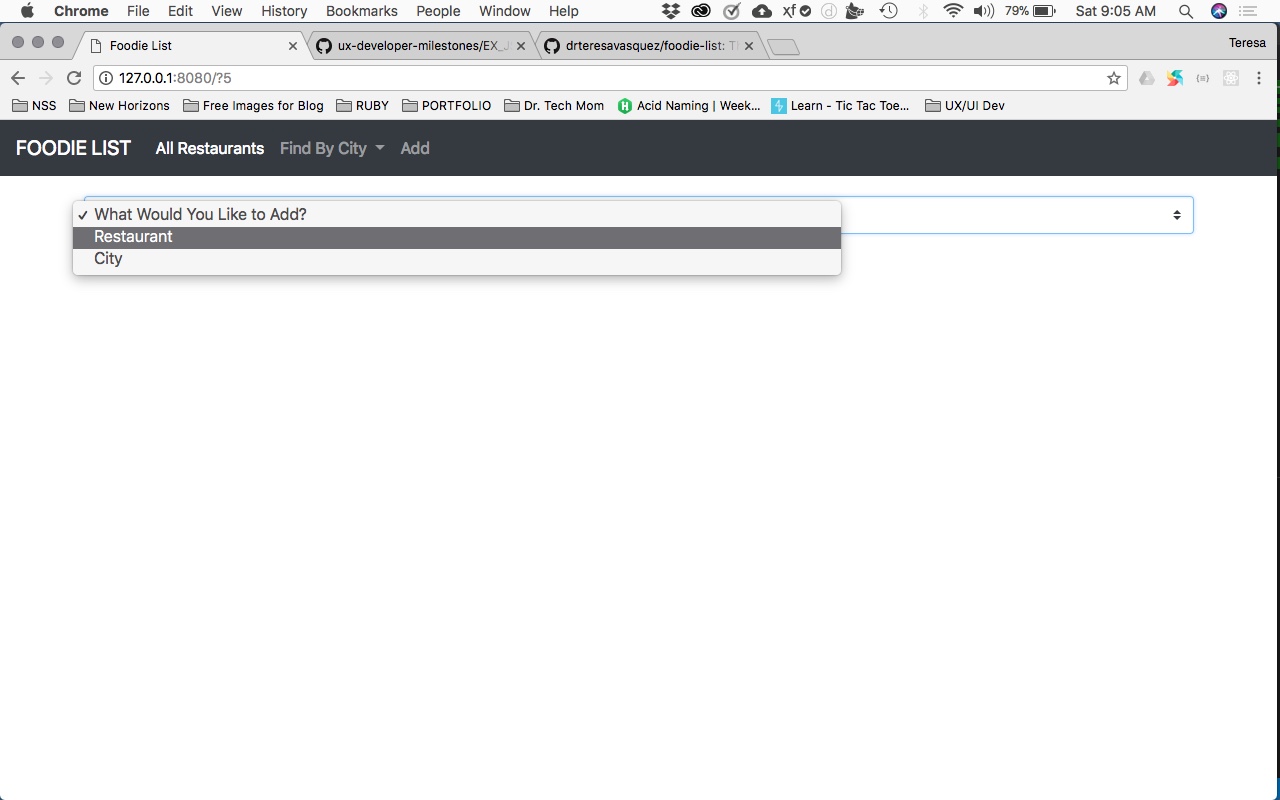 Chrome File Edit View History Bookmarks People Window Help 79% Sat 9:05 AM
Foodie List ux-developer-milestones/EX_J drteresavasquez/foodie-list: Teresa
127.0.0.1:8080/?5
NSS New Horizons Free Images for Blog RUBY PORTFOLIO Dr. Tech Mom Acid Naming | Week... Learn - Tic Tac Toe... UX/UI Dev
FOODIE LIST All Restaurants Find By City Add
✓ What Would You Like to Add?
Restaurant
City